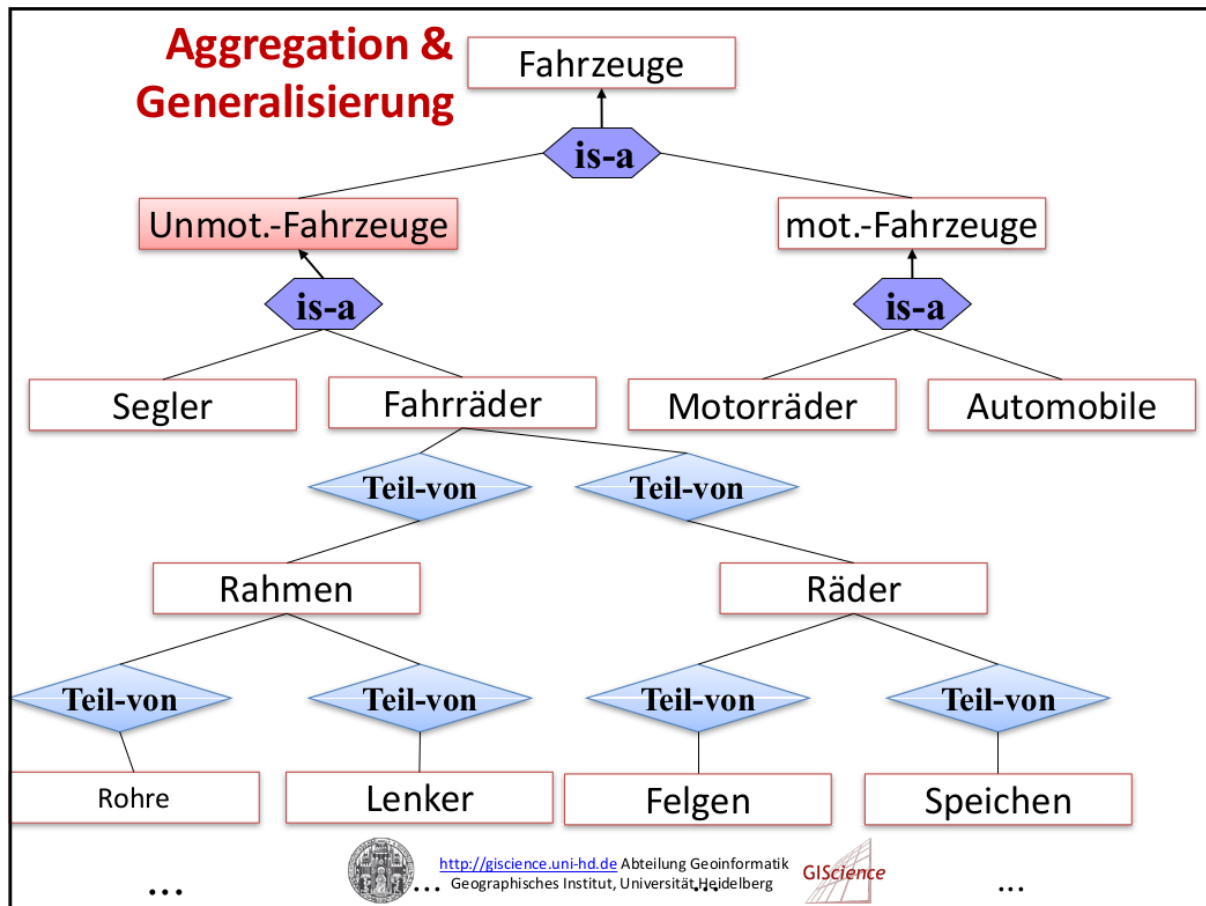 Aggregation &
Generalisierung
Fahrzeuge
is-a
Unmot.-Fahrzeuge
mot.-Fahrzeuge
is-a
is-a
Segler
Fahrräder
Motorräder
Automobile
Teil-von
Teil-von
Rahmen
Räder
Teil-von
Teil-von
Teil-von
Teil-von
Rohre
Lenker
Felgen
Speichen
http://giscience.uni-hd.de Abteilung Geoinformatik
Geographisches Institut, Universität Heidelberg
GIScience
...
...
...
...